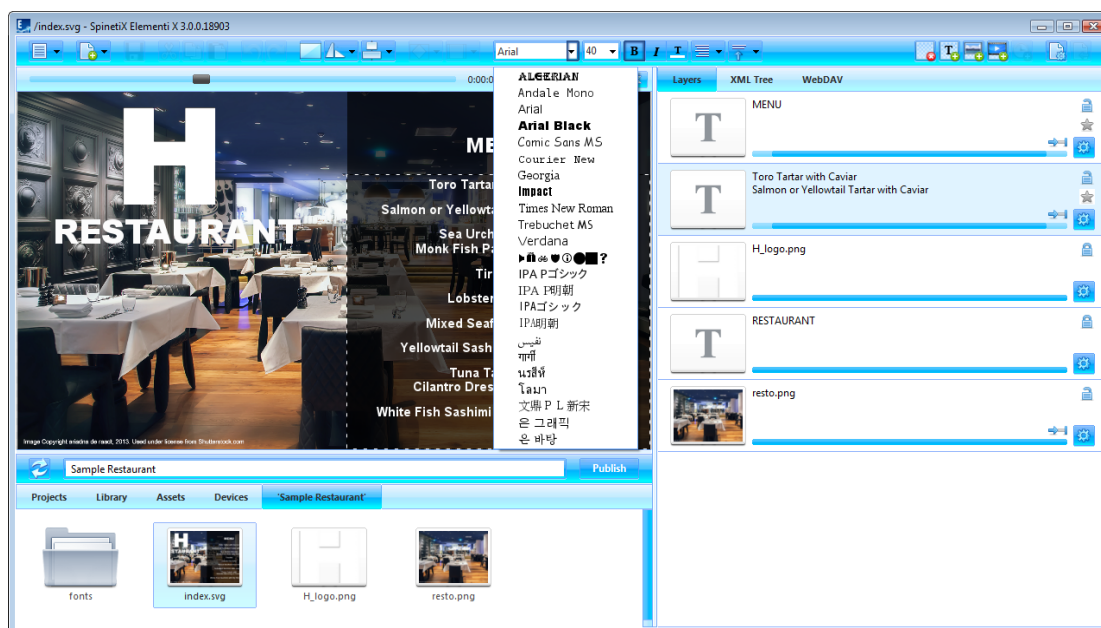 /index.svg - SpinetiX Elementi X 3.0.0.18903
Arial 40 B I T
0:00:0
Layers XML Tree WebDAV
H
RESTAURANT
ME
Toro Tartar
Salmon or Yellowta
Sea Urch
Monk Fish Pa
Tir
Lobster
Mixed Seaf
Yellowtail Sash
Tuna Ta
Cilantro Dres
White Fish Sashimi
Image Copyright ariadna de raadt, 2013. Used under license from Shutterstock.com
ALGERIAN
Andale Mono
Arial
Arial Black
Comic Sans MS
Courier New
Georgia
Impact
Times New Roman
Trebuchet MS
Verdana
IPA Pゴシック
IPA P明朝
IPAゴシック
IPA明朝
نفيس
गार्गी
นรสีห์
โลมา
文鼎ＰＬ新宋
은 그래픽
은 바탕
T
MENU
T
Toro Tartar with Caviar
Salmon or Yellowtail Tartar with Caviar
H_logo.png
T
RESTAURANT
resto.png
Sample Restaurant Publish
Projects Library Assets Devices 'Sample Restaurant'
fonts index.svg H_logo.png resto.png